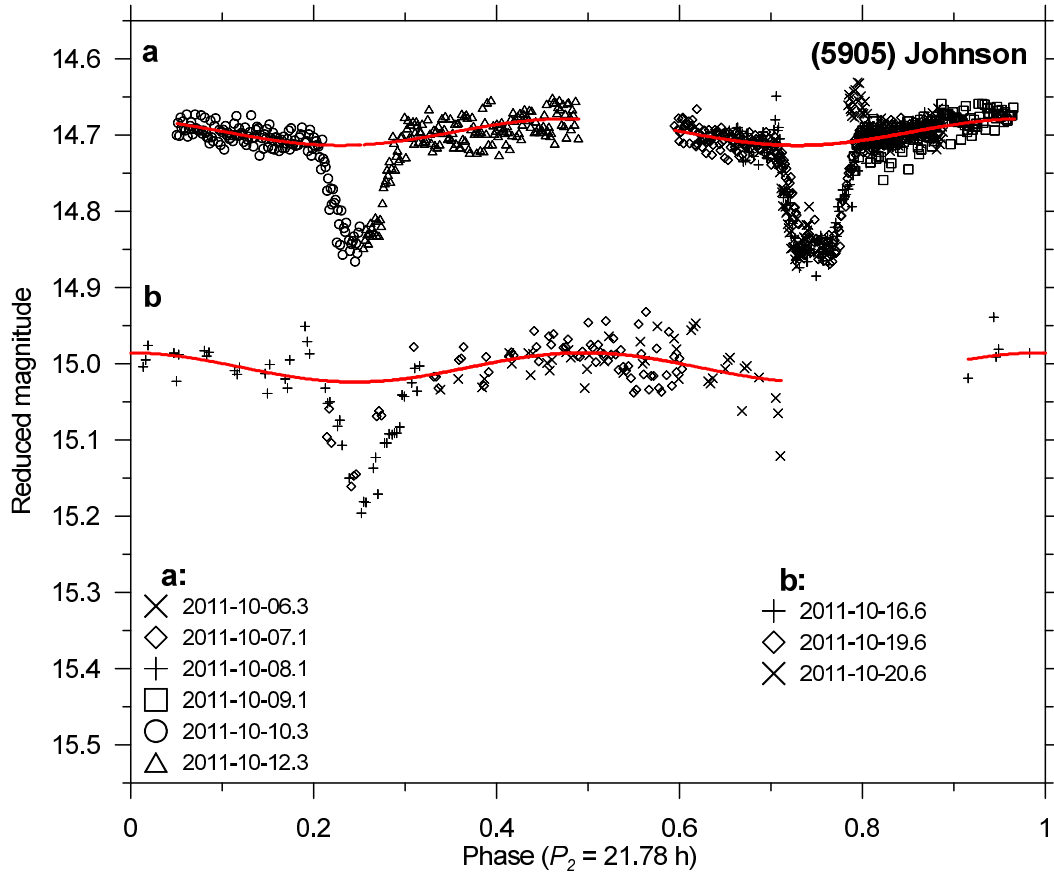 a
(5905) Johnson
14.6
14.7
14.8
14.9
b
15.0
15.1
15.2
15.3
15.4
15.5
Reduced magnitude
a:
2011-10-06.3
2011-10-07.1
2011-10-08.1
2011-10-09.1
2011-10-10.3
2011-10-12.3
b:
2011-10-16.6
2011-10-19.6
2011-10-20.6
0 0.2 0.4 0.6 0.8 1
Phase (P2 = 21.78 h)